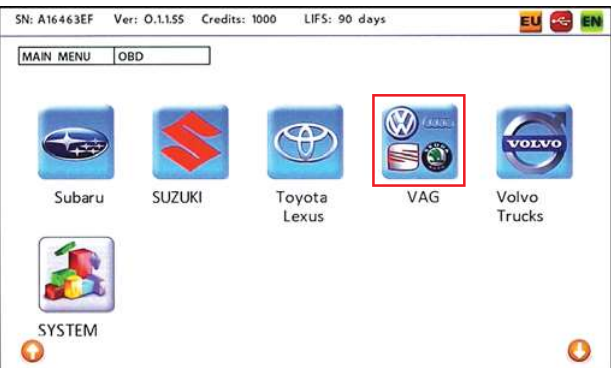 SN: A16463EF Ver: O.1.1.5S Credits: 1000 LIFS: 90 days EU EN
MAIN MENU OBD
VOLVO
Subaru SUZUKI Toyota VAG Volvo
Lexus Trucks
SYSTEM